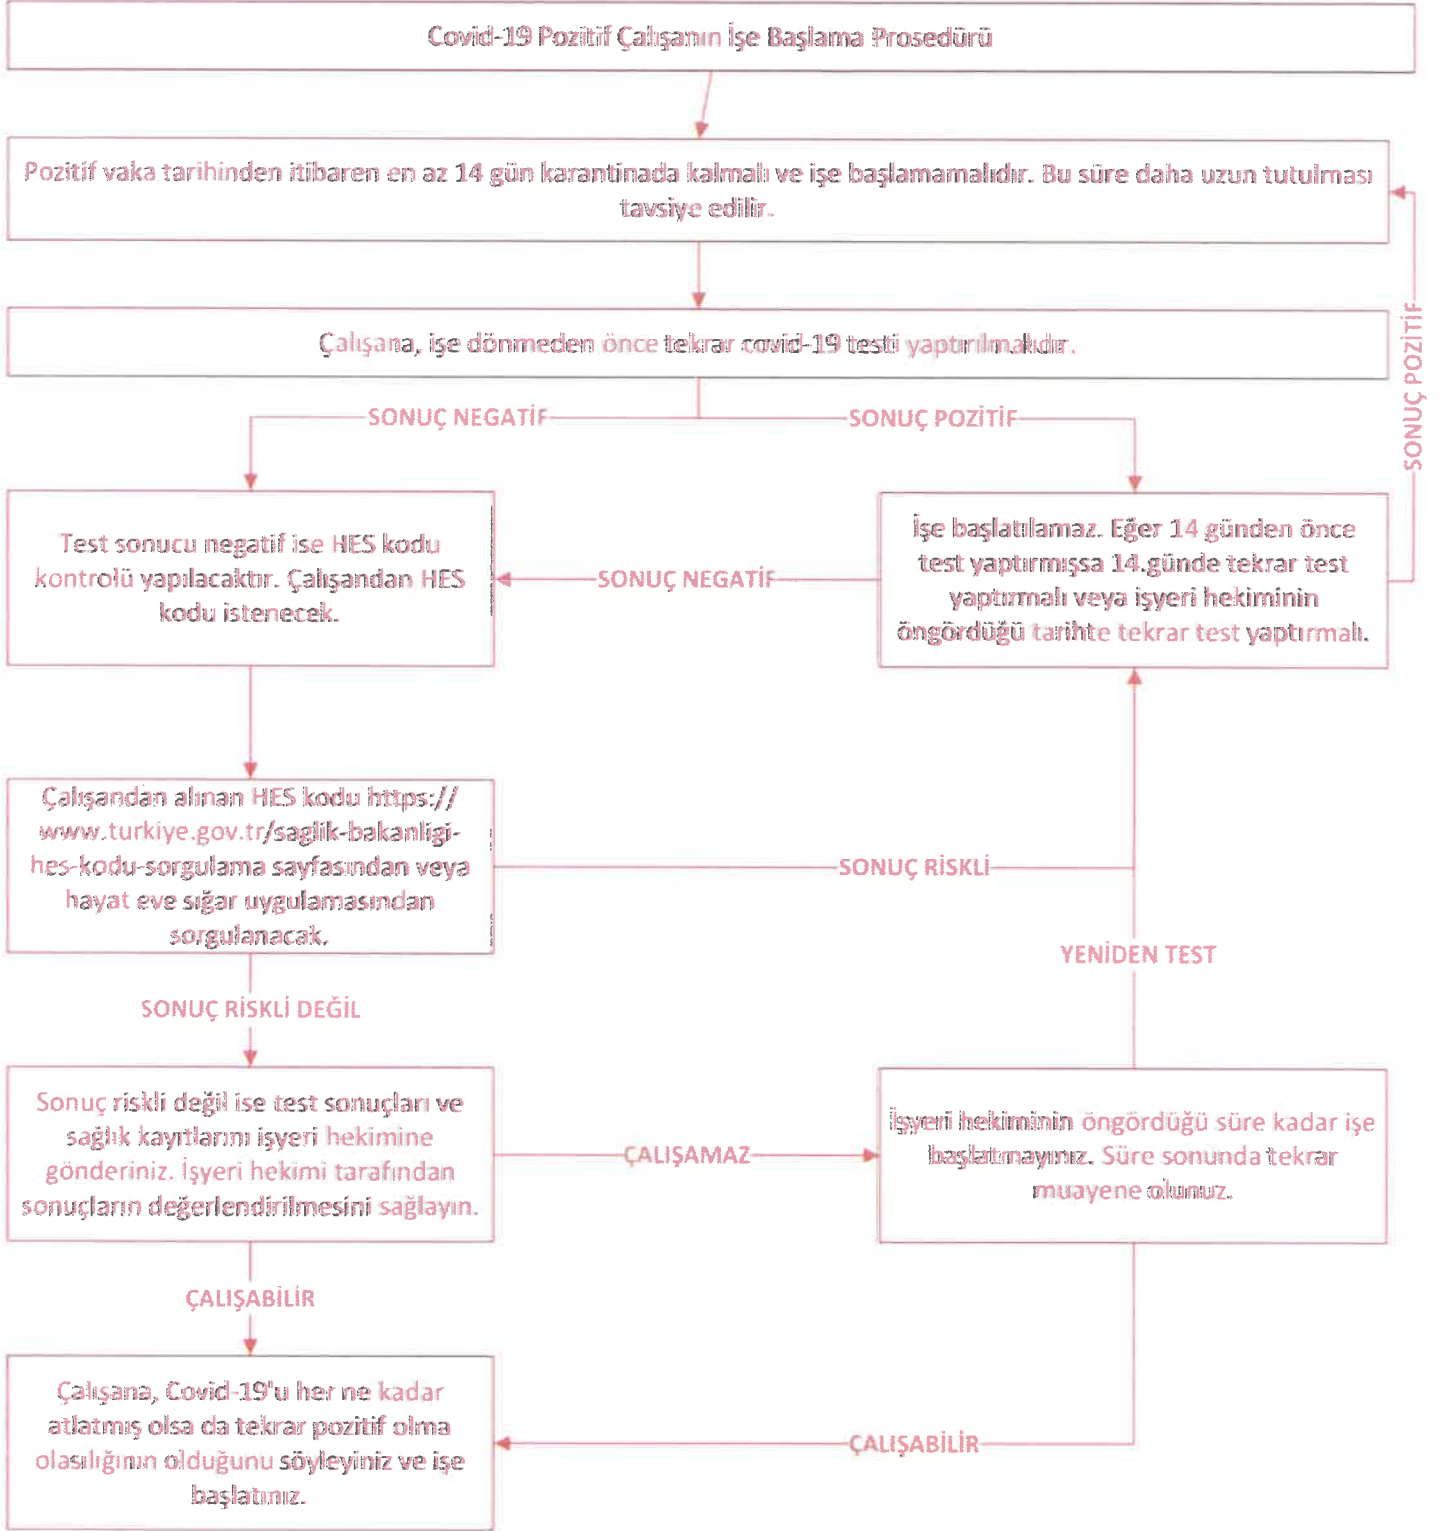 Covid-19 Pozitif Çalışanın İşe Başlama Prosedürü
Pozitif vaka tarihinden itibaren en az 14 gün karantinada kalmalı ve işe başlamamalıdır. Bu süre daha uzun tutulması
tavsiye edilir.
Çalışana, işe dönmeden önce tekrar covid-19 testi yaptırılmalıdır.
SONUÇ NEGATİF
SONUÇ POZİTİF
SONUÇ POZİTİF
Test sonucu negatif ise HES kodu
kontrolü yapılacaktır. Çalışandan HES
kodu istenecek.
SONUÇ NEGATİF
İşe başlatılamaz. Eğer 14 günden önce
test yaptırmışsa 14.günde tekrar test
yaptırmalı veya işyeri hekiminin
öngördüğü tarihte tekrar test yaptırmalı.
Çalışandan alınan HES kodu https://
www.turkiye.gov.tr/saglik-bakanligi-
hes-kodu-sorgulama sayfasından veya
hayat eve sığar uygulamasından
sorgulanacak.
SONUÇ RİSKLİ
YENİDEN TEST
SONUÇ RİSKLİ DEĞİL
Sonuç riskli değil ise test sonuçları ve
sağlık kayıtlarını işyeri hekimine
gönderiniz. İşyeri hekimi tarafından
sonuçların değerlendirilmesini sağlayın.
ÇALIŞAMAZ
İşyeri hekiminin öngördüğü süre kadar işe
başlatmayınız. Süre sonunda tekrar
muayene olunuz.
ÇALIŞABİLİR
Çalışana, Covid-19'u her ne kadar
atlatmış olsa da tekrar pozitif olma
olasılığının olduğunu söyleyiniz ve işe
başlatınız.
ÇALIŞABİLİR